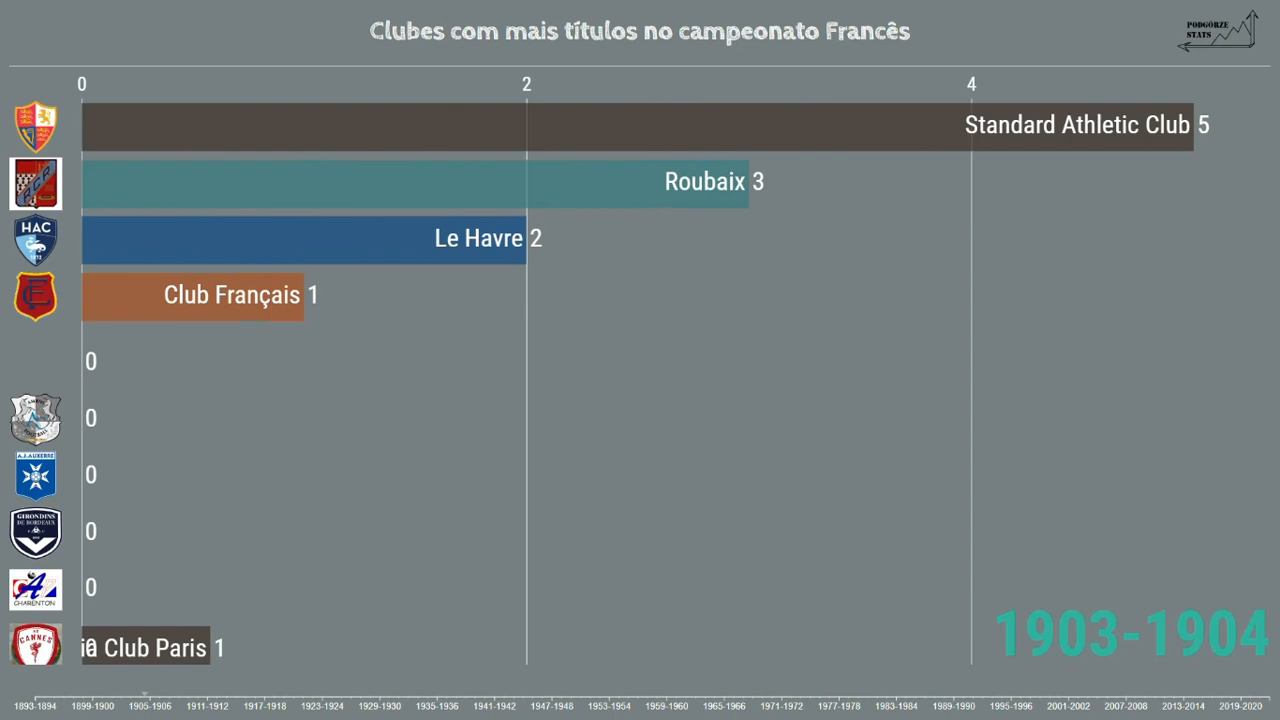 Clubes com mais títulos no campeonato Francês
PODGÓRZE
STATS
0 2 4
Standard Athletic Club 5
Roubaix 3
HAC
1872
Le Havre 2
Club Français 1
0
0
A.J.AUXERRE
0
GIRONDINS
DE BORDEAUX
0
CHARENTON
0
CANNES
Club Paris 1
1903-1904
1893-1894 1899-1900 1905-1906 1911-1912 1917-1918 1923-1924 1929-1930 1935-1936 1941-1942 1947-1948 1953-1954 1959-1960 1965-1966 1971-1972 1977-1978 1983-1984 1989-1990 1995-1996 2001-2002 2007-2008 2013-2014 2019-2020